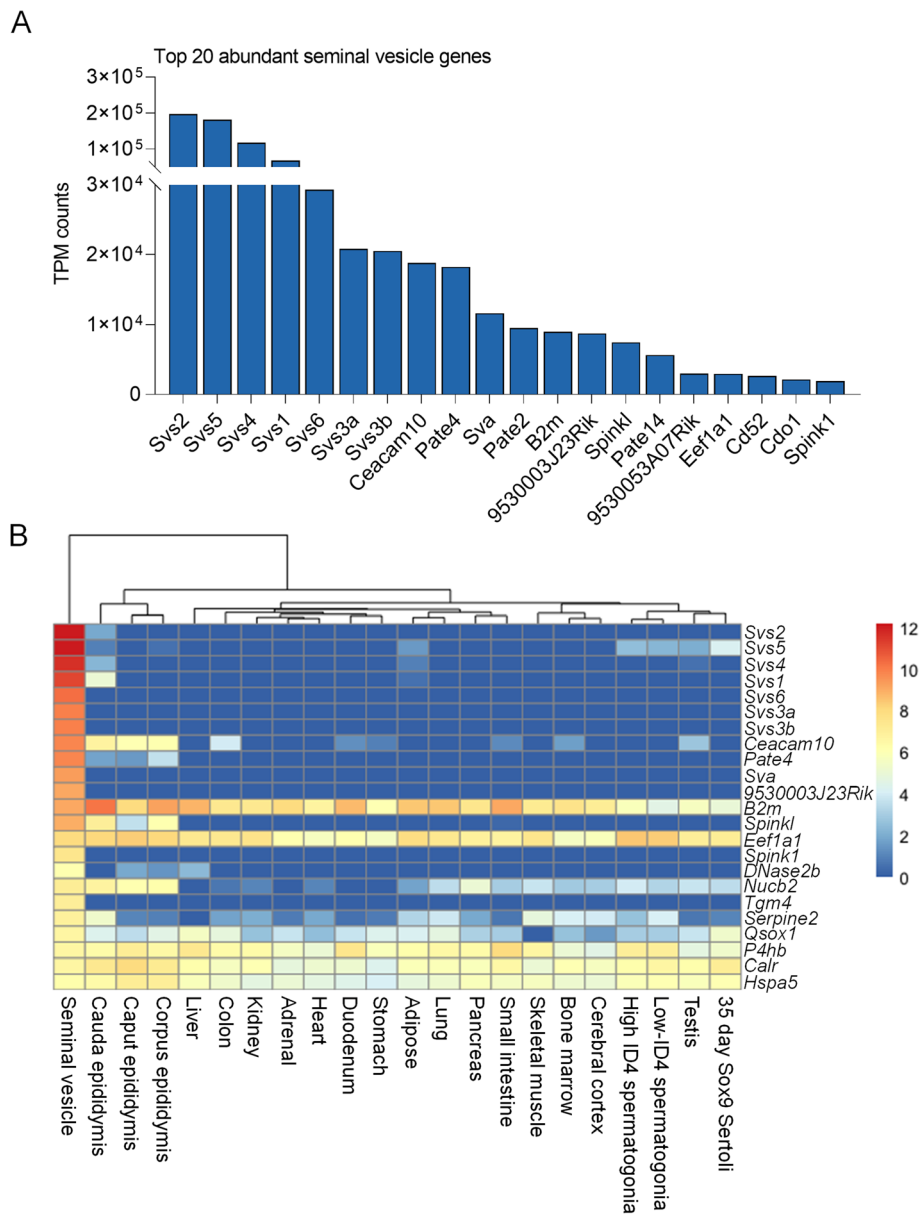 A
Top 20 abundant seminal vesicle genes
3×10⁵
2×10⁵
1×10⁵
3×10⁴
2×10⁴
1×10⁴
0
TPM counts
Svs2
Svs5
Svs4
Svs1
Svs6
Svs3a
Svs3b
Ceacam10
Pate4
Sva
Pate2
B2m
9530003J23Rik
Spinkl
Pate14
9530053A07Rik
Eef1a1
Cd52
Cdo1
Spink1
B
Svs2
Svs5
Svs4
Svs1
Svs6
Svs3a
Svs3b
Ceacam10
Pate4
Sva
9530003J23Rik
B2m
Spinkl
Eef1a1
Spink1
DNase2b
Nucb2
Tgm4
Serpine2
Qsox1
P4hb
Calr
Hspa5
12
10
8
6
4
2
0
Seminal vesicle
Cauda epididymis
Caput epididymis
Corpus epididymis
Liver
Colon
Kidney
Adrenal
Heart
Duodenum
Stomach
Adipose
Lung
Pancreas
Small intestine
Skeletal muscle
Bone marrow
Cerebral cortex
High ID4 spermatogonia
Low-ID4 spermatogonia
Testis
35 day Sox9 Sertoli